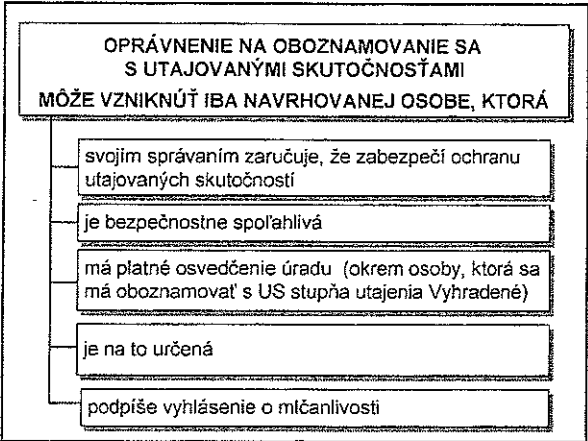 OPRÁVNENIE NA OBOZNAMOVANIE SA
S UTAJOVANÝMI SKUTOČNOSŤAMI
MÔŽE VZNIKNÚŤ IBA NAVRHOVANEJ OSOBE, KTORÁ
svojím správaním zaručuje, že zabezpečí ochranu
utajovaných skutočností
je bezpečnostne spoľahlivá
má platné osvedčenie úradu (okrem osoby, ktorá sa
má oboznamovať s US stupňa utajenia Vyhradené)
je na to určená
podpíše vyhlásenie o mlčanlivosti